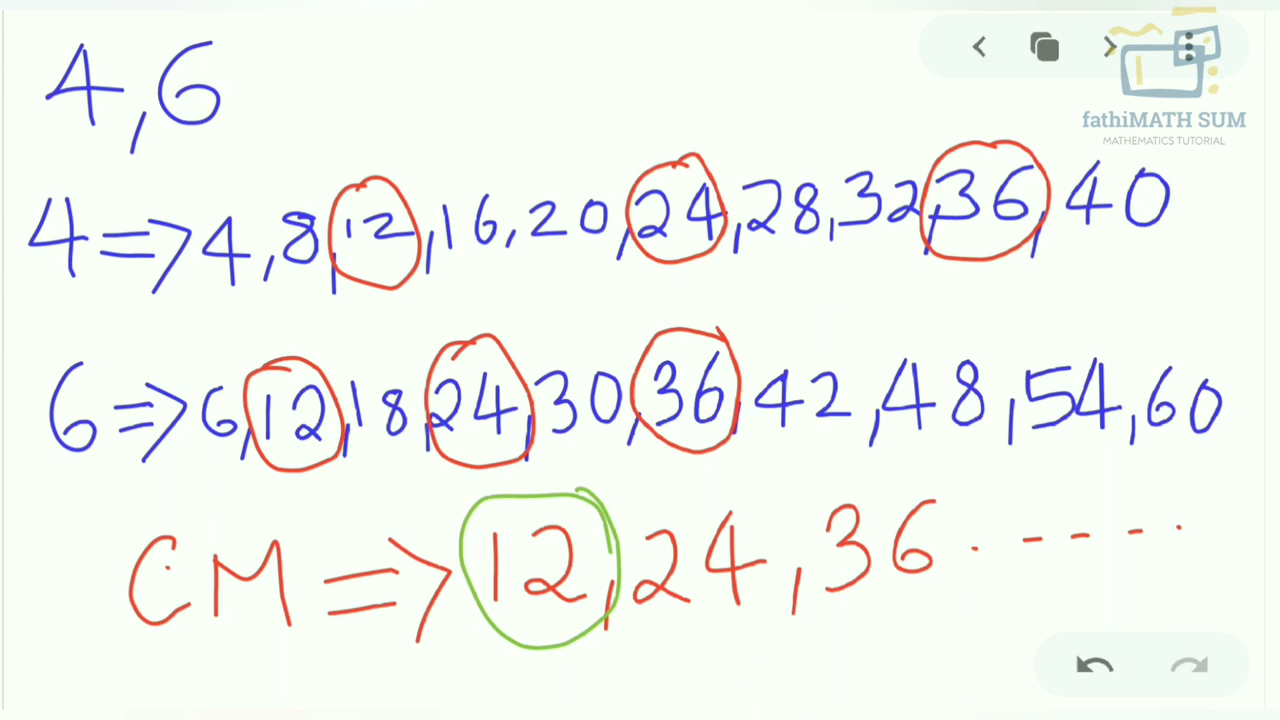 4,6
fathiMATH SUM
MATHEMATICS TUTORIAL
4=>4,8,12,16,20,24,28,32,36,40
6=>6,12,18,24,30,36,42,48,54,60
CM=>12,24,36.----.